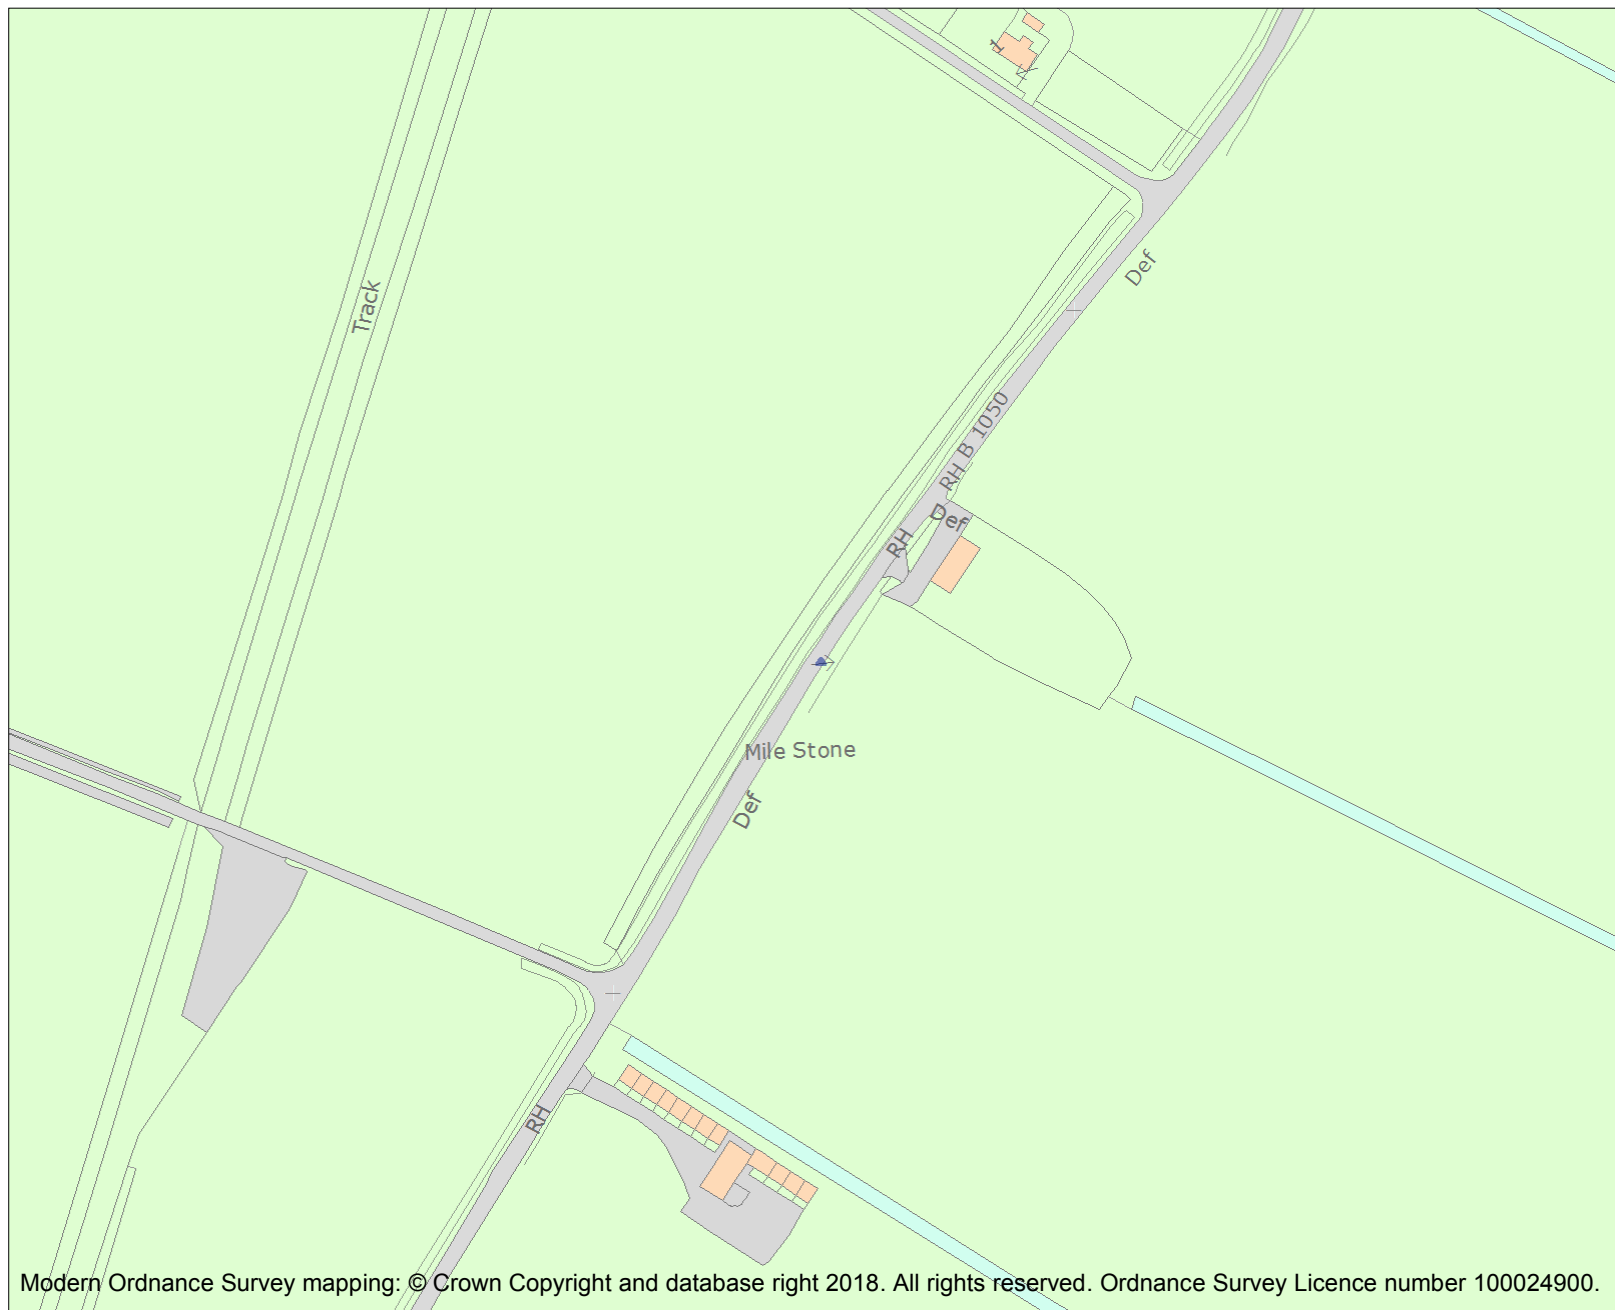 1
Track
Def
RH B 1050
Def
RH
Mile Stone
Def
RH
Modern Ordnance Survey mapping: © Crown Copyright and database right 2018. All rights reserved. Ordnance Survey Licence number 100024900.